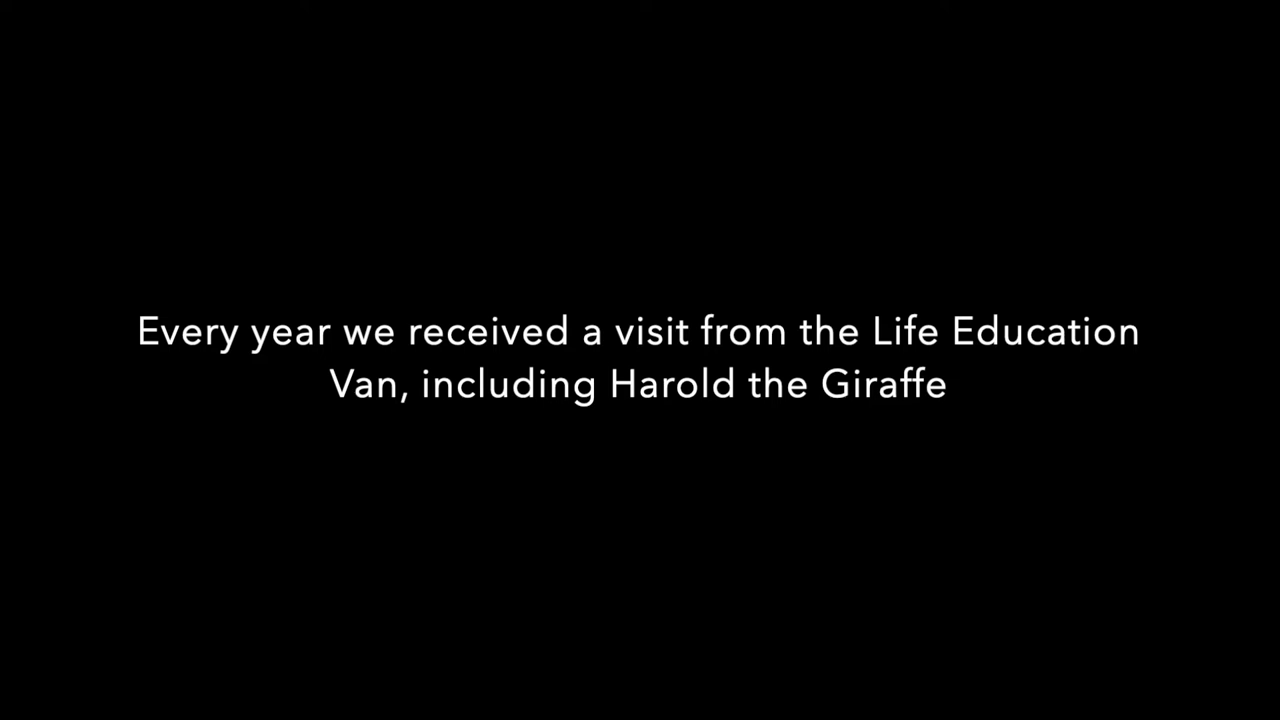 Every year we received a visit from the Life Education
Van, including Harold the Giraffe